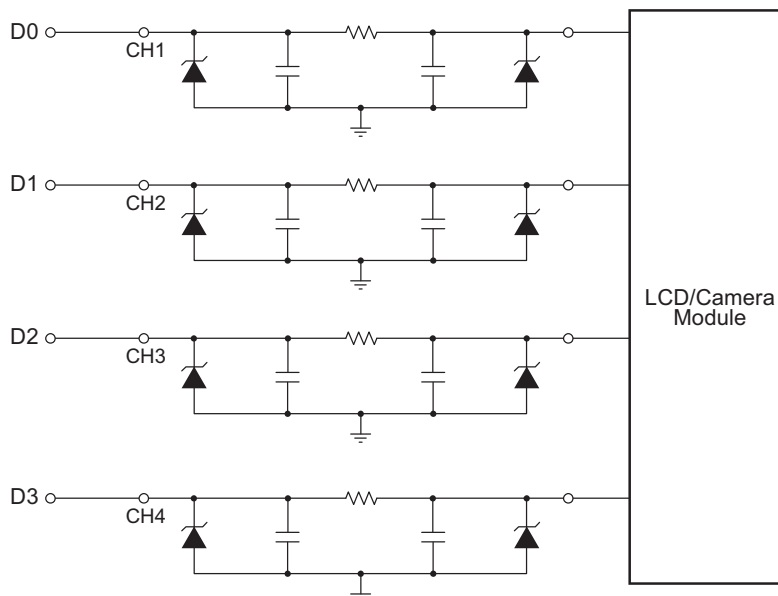 D0
CH1
D1
CH2
LCD/Camera
Module
D2
CH3
D3
CH4